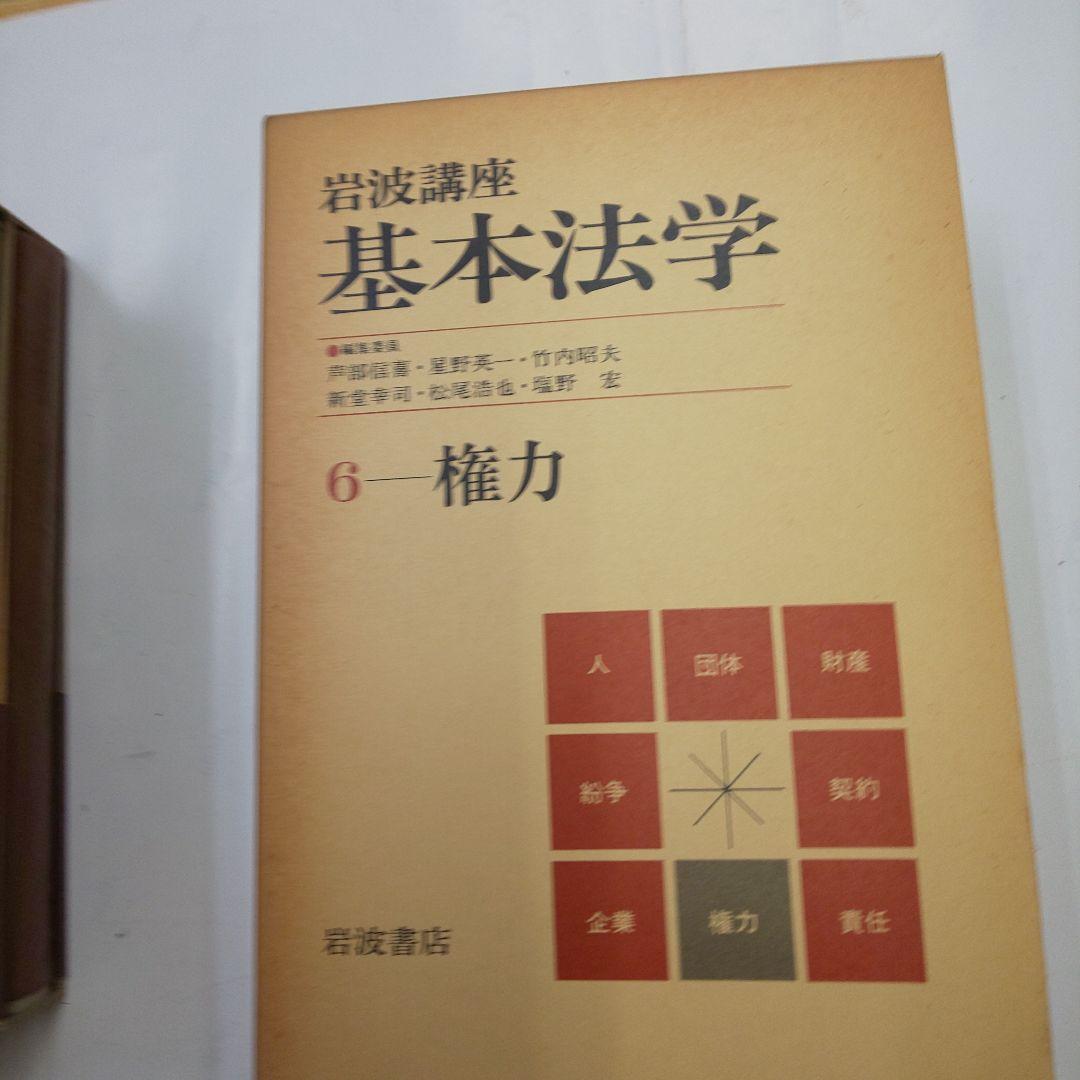 岩波講座
基本法学
●編集委員
芦部信喜・星野英一・竹内昭夫
新堂幸司・松尾浩也・塩野 宏
6—権力
人 団体 財産
紛争 契約
企業 権力 責任
岩波書店